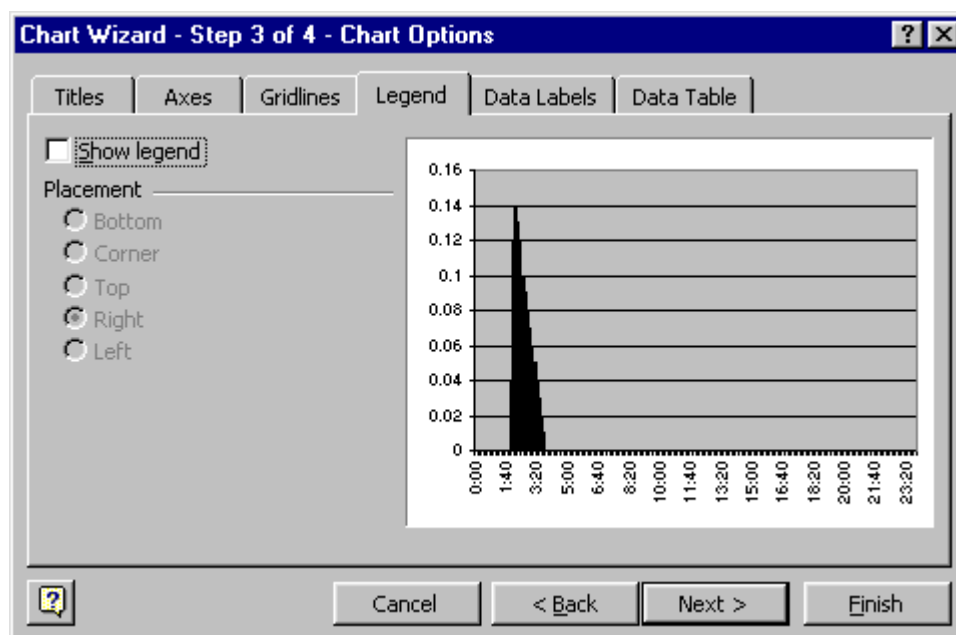 Chart Wizard - Step 3 of 4 - Chart Options
Titles Axes Gridlines Legend Data Labels Data Table
Show legend
Placement
Bottom
Corner
Top
Right
Left
0.16
0.14
0.12
0.1
0.08
0.06
0.04
0.02
0
0:00 1:40 3:20 5:00 6:40 8:20 10:00 11:40 13:20 15:00 16:40 18:20 20:00 21:40 23:20
Cancel < Back Next > Finish